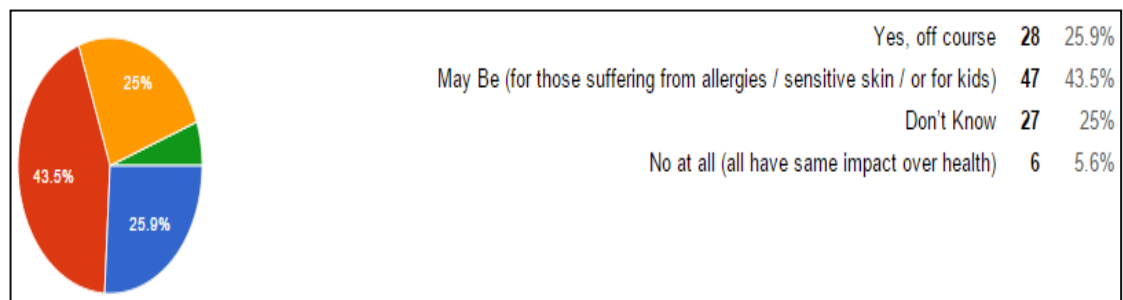 Yes, off course 28 25.9%
May Be (for those suffering from allergies / sensitive skin / or for kids) 47 43.5%
Don't Know 27 25%
No at all (all have same impact over health) 6 5.6%
25%
43.5%
25.9%